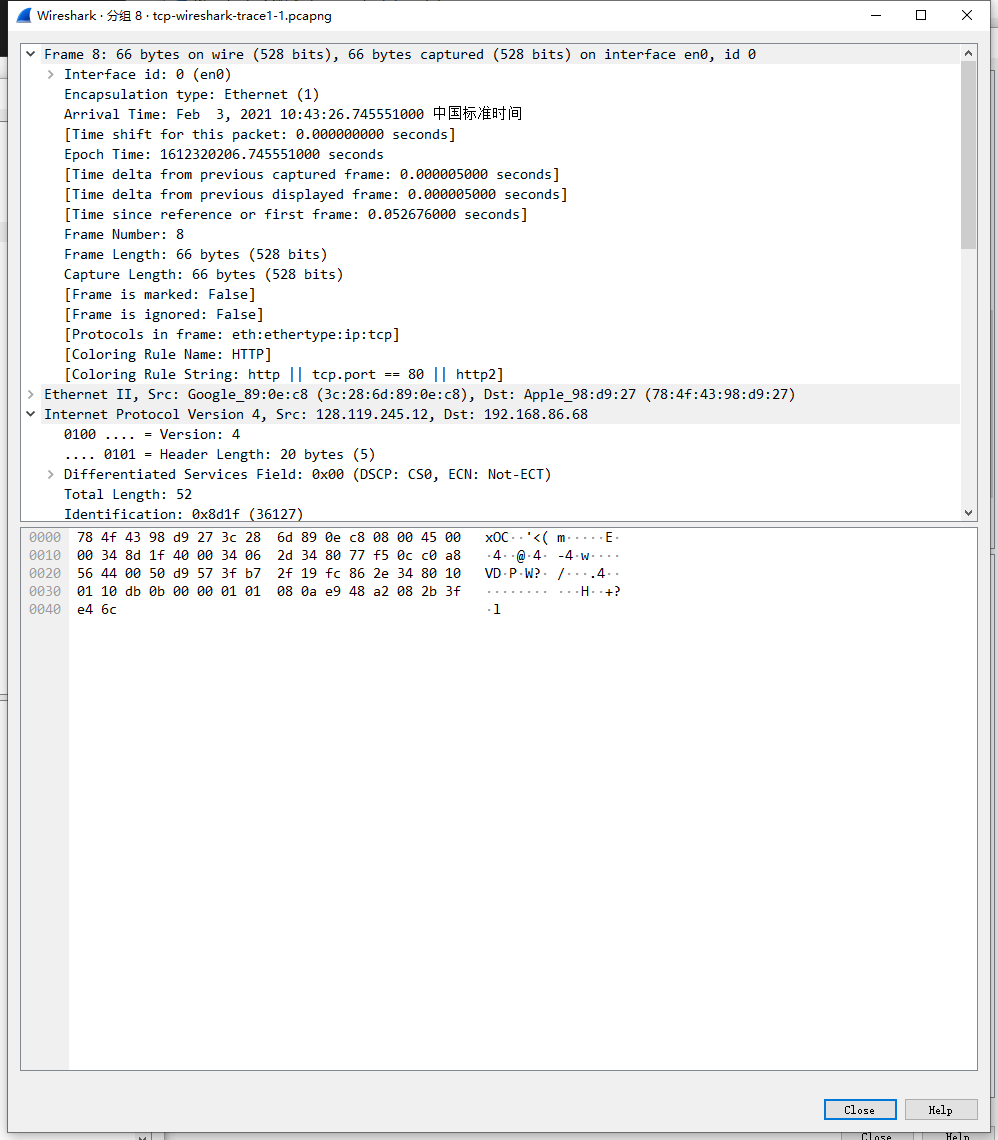 Wireshark · 分组 8 · tcp-wireshark-trace1-1.pcapng
Frame 8: 66 bytes on wire (528 bits), 66 bytes captured (528 bits) on interface en0, id 0
Interface id: 0 (en0)
Encapsulation type: Ethernet (1)
Arrival Time: Feb  3, 2021 10:43:26.745551000 中国标准时间
[Time shift for this packet: 0.000000000 seconds]
Epoch Time: 1612320206.745551000 seconds
[Time delta from previous captured frame: 0.000005000 seconds]
[Time delta from previous displayed frame: 0.000005000 seconds]
[Time since reference or first frame: 0.052676000 seconds]
Frame Number: 8
Frame Length: 66 bytes (528 bits)
Capture Length: 66 bytes (528 bits)
[Frame is marked: False]
[Frame is ignored: False]
[Protocols in frame: eth:ethertype:ip:tcp]
[Coloring Rule Name: HTTP]
[Coloring Rule String: http || tcp.port == 80 || http2]
Ethernet II, Src: Google_89:0e:c8 (3c:28:6d:89:0e:c8), Dst: Apple_98:d9:27 (78:4f:43:98:d9:27)
Internet Protocol Version 4, Src: 128.119.245.12, Dst: 192.168.86.68
0100 .... = Version: 4
.... 0101 = Header Length: 20 bytes (5)
Differentiated Services Field: 0x00 (DSCP: CS0, ECN: Not-ECT)
Total Length: 52
Identification: 0x8d1f (36127)
0000 78 4f 43 98 d9 27 3c 28 6d 89 0e c8 08 00 45 00 xOC··'<( m·····E·
0010 00 34 8d 1f 40 00 34 06 2d 34 80 77 f5 0c c0 a8 ·4··@·4· -4·w····
0020 56 44 00 50 d9 57 3f b7 2f 19 fc 86 2e 34 80 10 VD·P·W?· /···.4··
0030 01 10 db 0b 00 00 01 01 08 0a e9 48 a2 08 2b 3f ········ ···H··+?
0040 e4 6c ·l
Close Help
Close Help